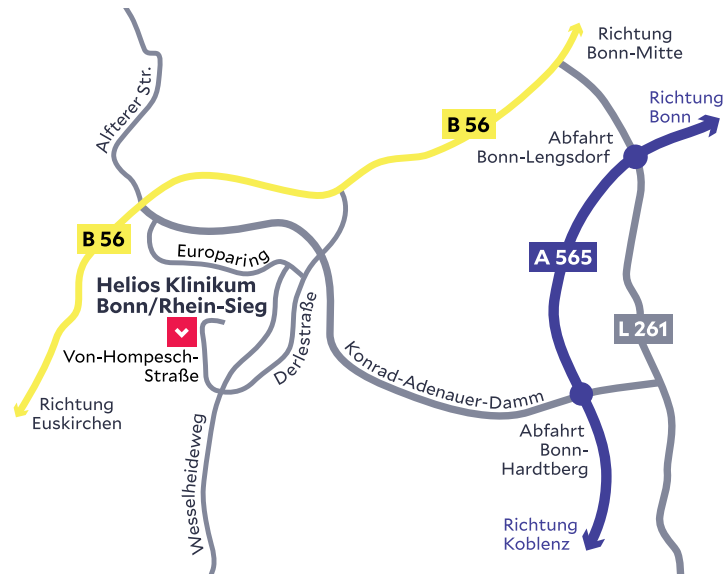 Richtung
Bonn-Mitte
Alfterer Str.
Richtung
Bonn
B 56
Abfahrt
Bonn-Lengsdorf
B 56
Europaring
A 565
Helios Klinikum
Bonn/Rhein-Sieg
Von-Hompesch-
Straße
Derlestraße
L 261
Konrad-Adenauer-Damm
Richtung
Euskirchen
Abfahrt
Bonn-
Hardtberg
Wesselheideweg
Richtung
Koblenz